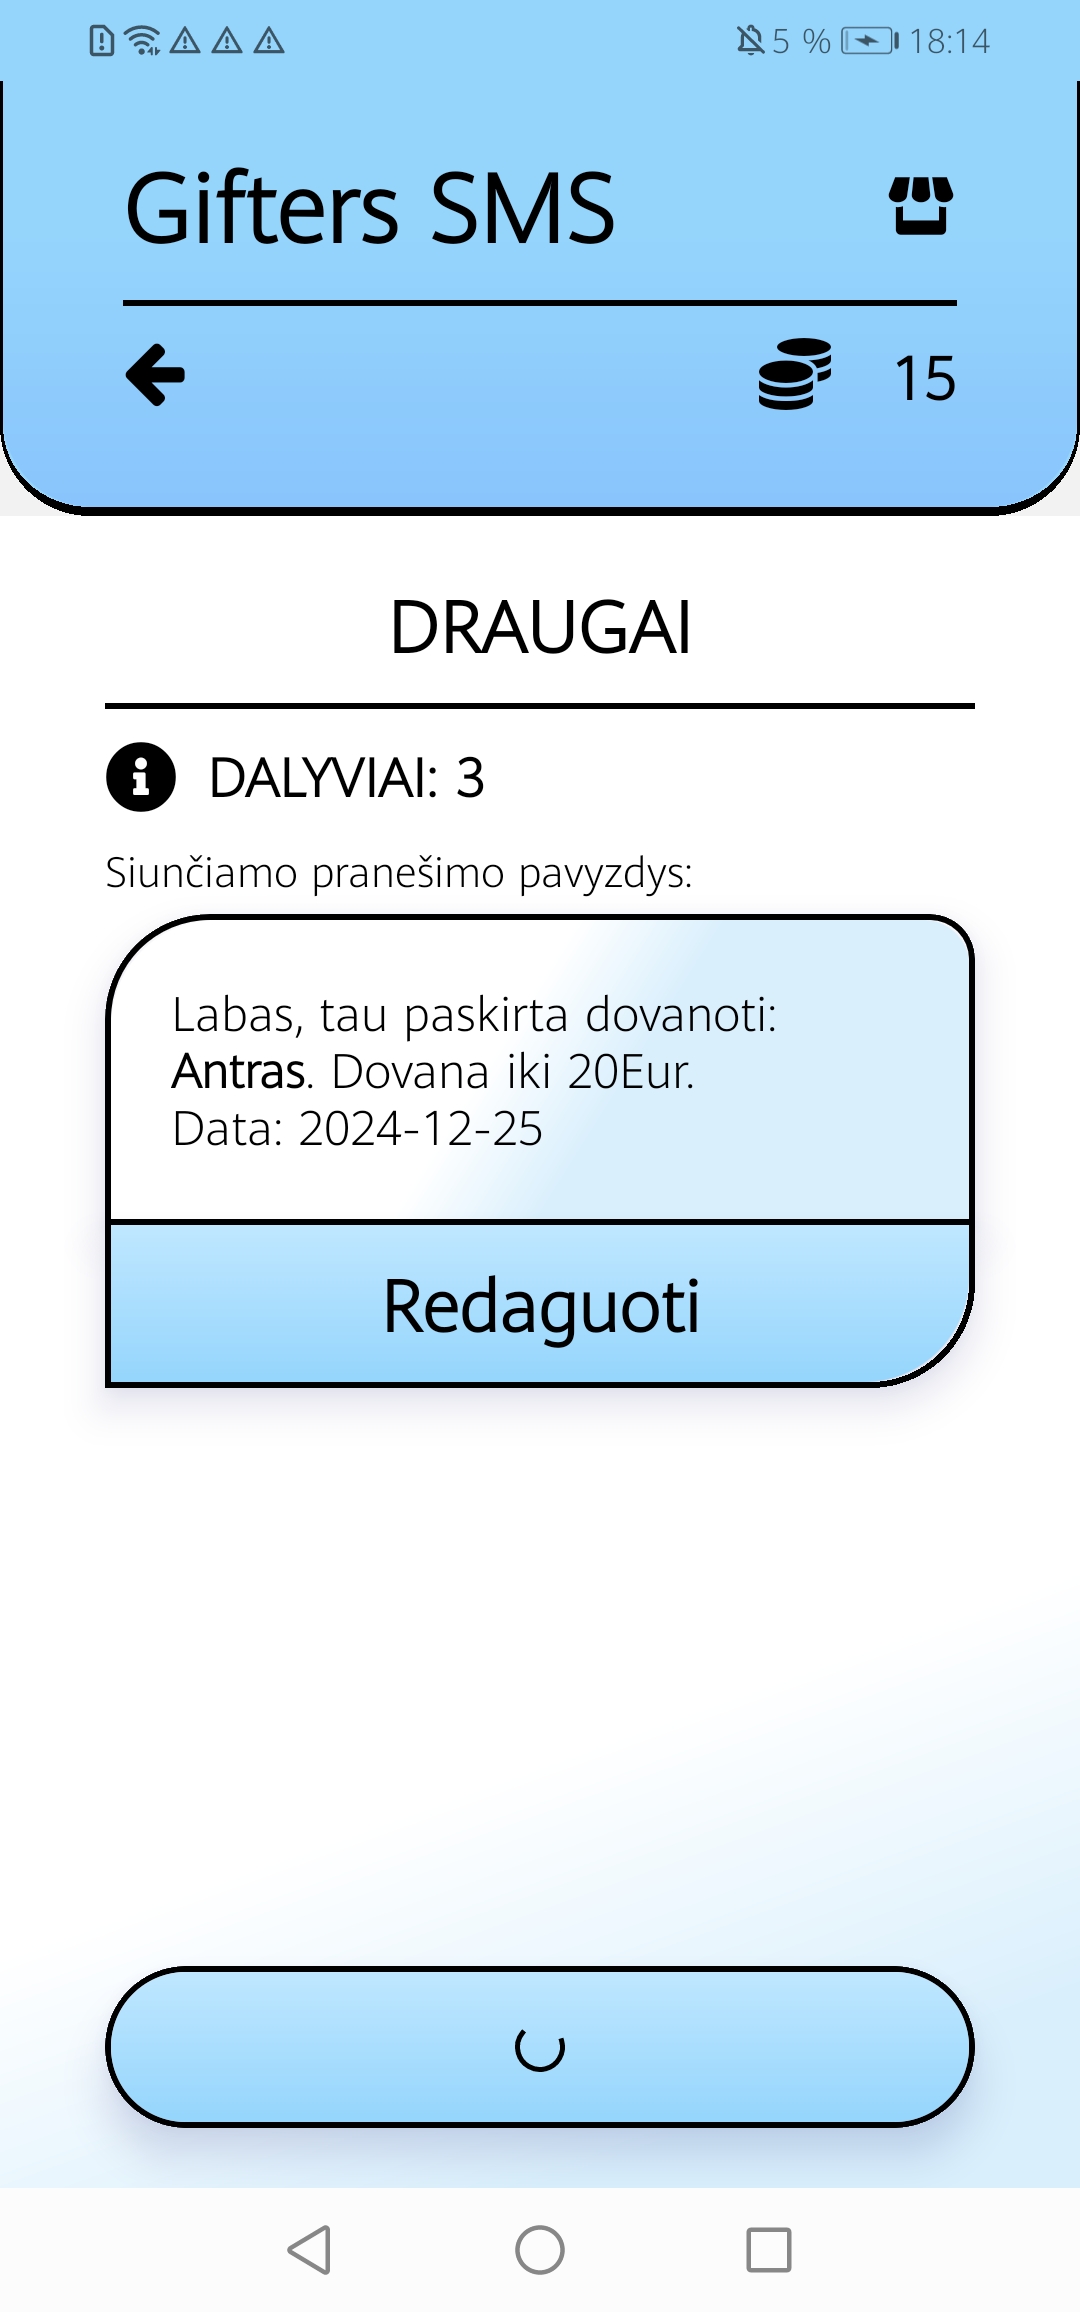 5 % 18:14
Gifters SMS
15
DRAUGAI
DALYVIAI: 3
Siunčiamo pranešimo pavyzdys:
Labas, tau paskirta dovanoti:
Antras. Dovana iki 20Eur.
Data: 2024-12-25
Redaguoti